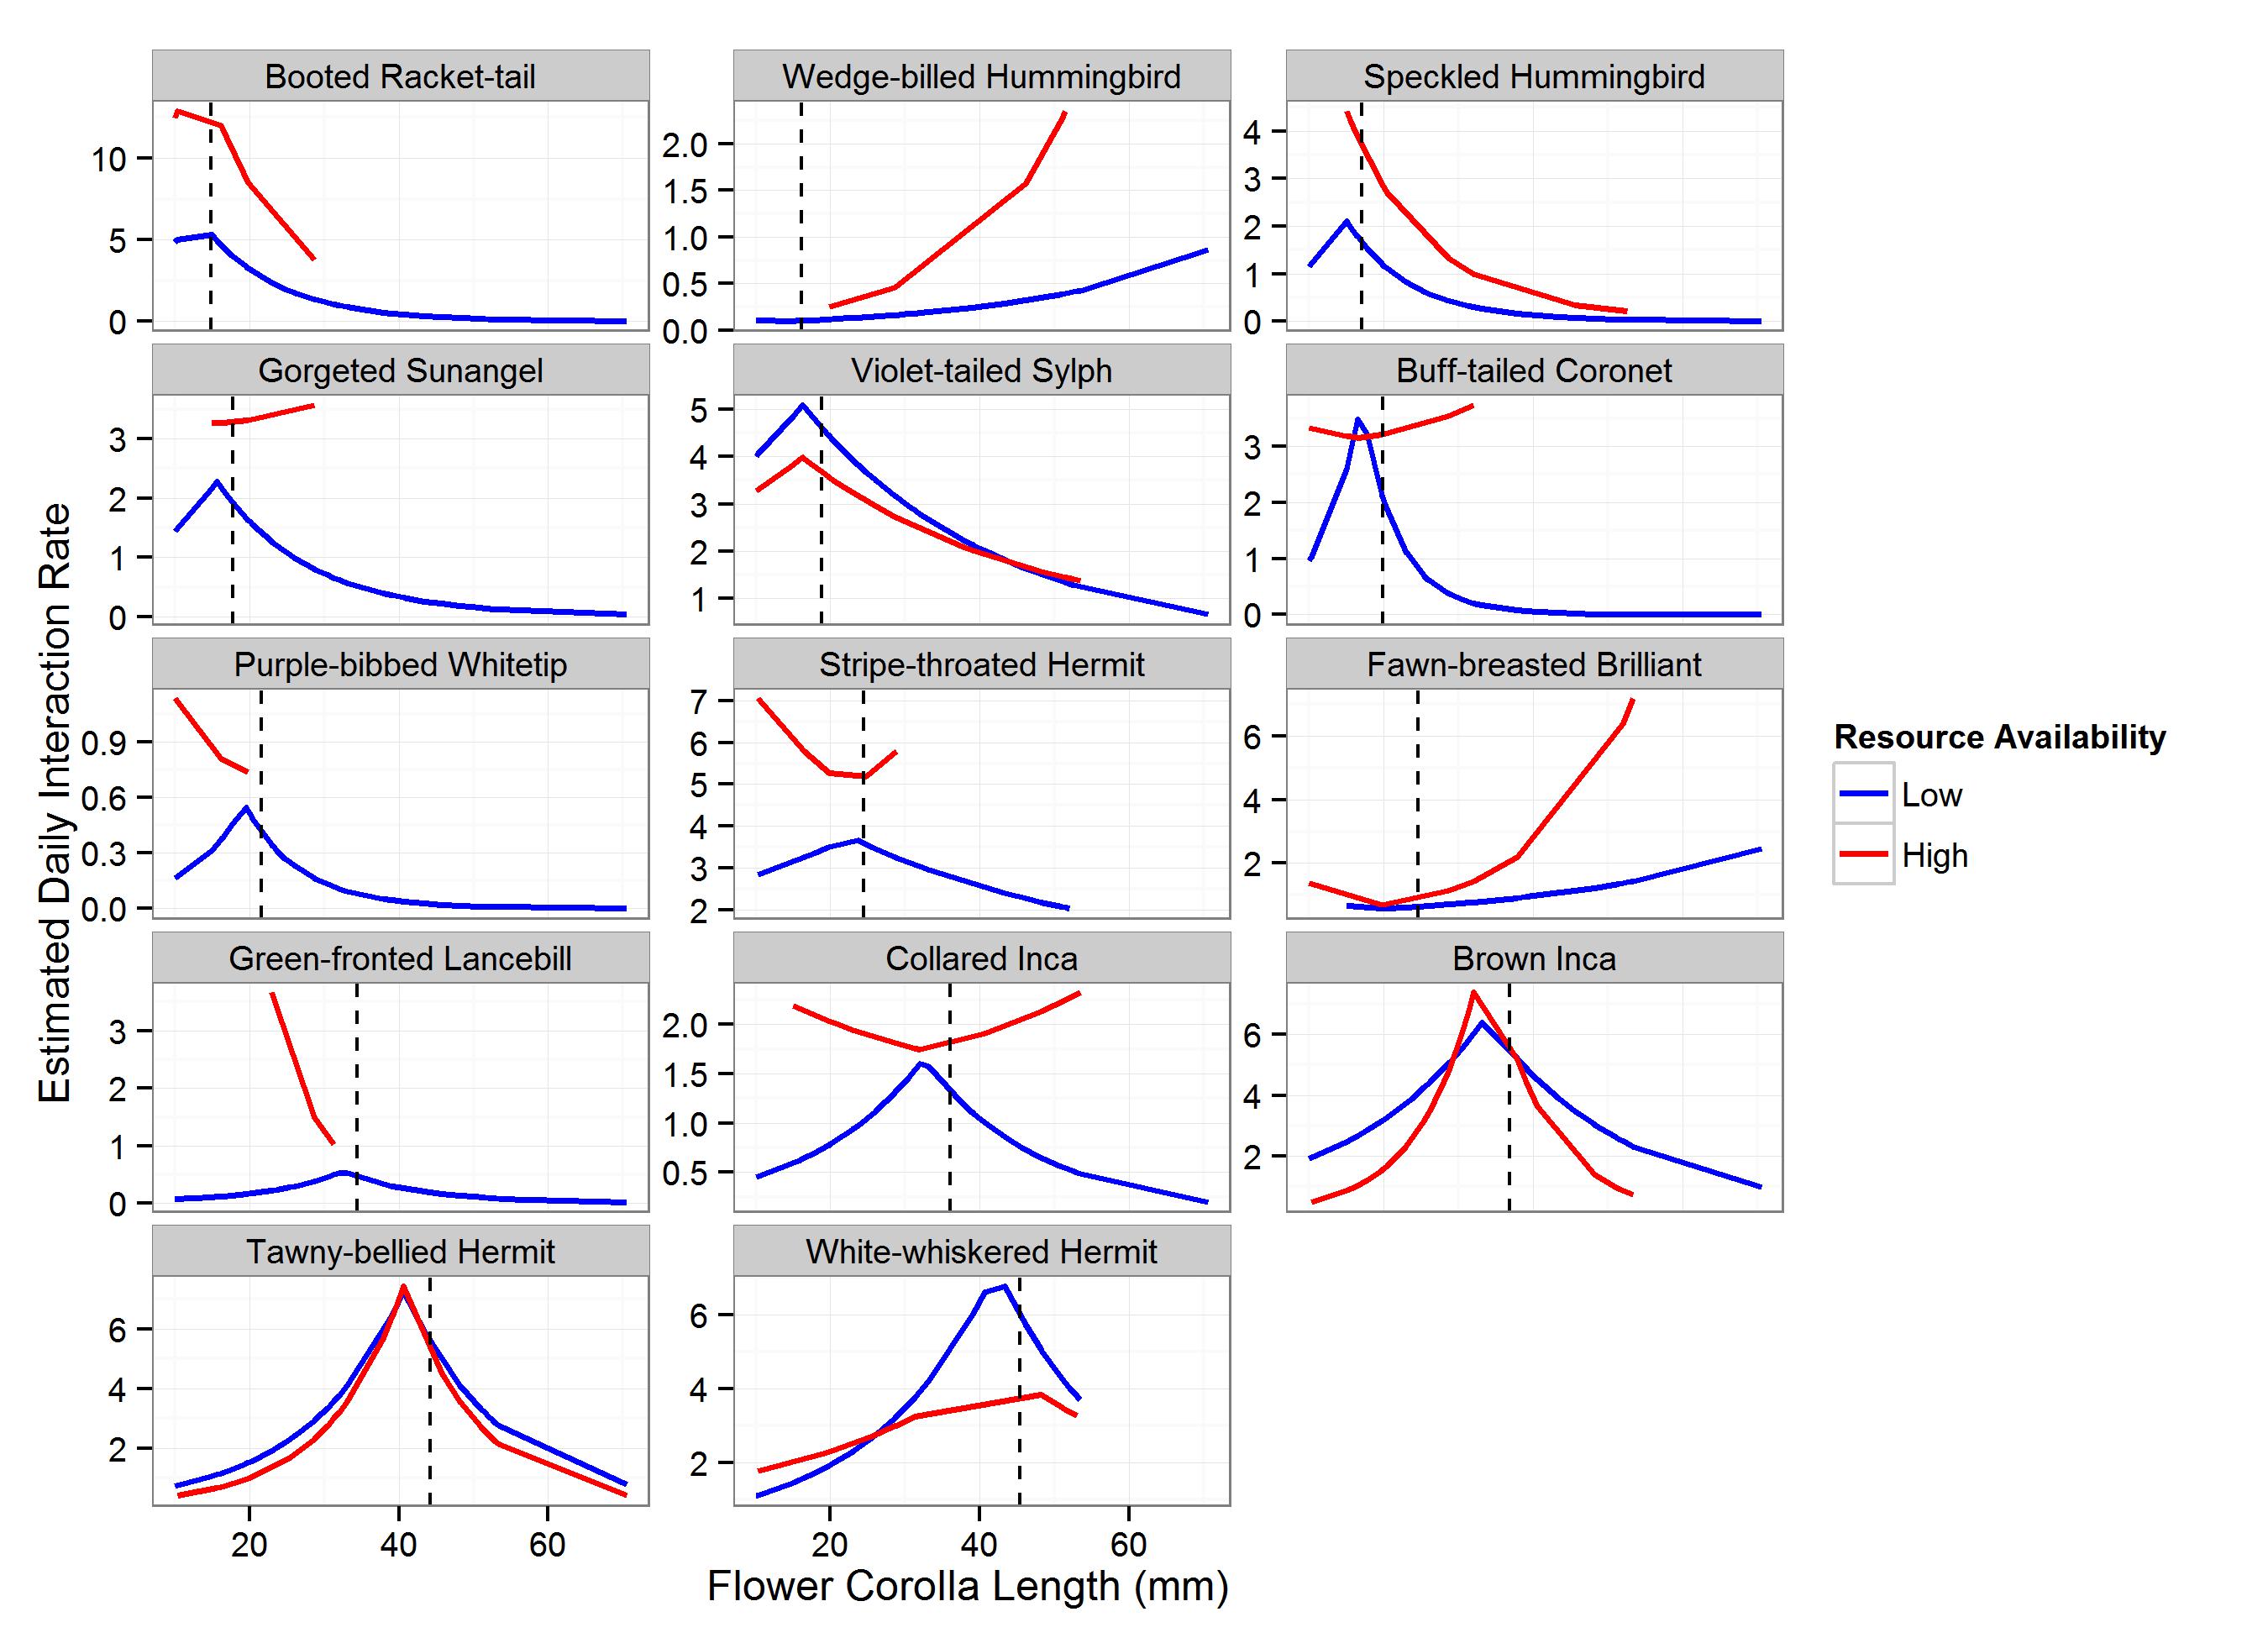 Booted Racket-tail
Wedge-billed Hummingbird
Speckled Hummingbird
10
5
0
2.0
1.5
1.0
0.5
0.0
4
3
2
1
0
Gorgeted Sunangel
Violet-tailed Sylph
Buff-tailed Coronet
3
2
1
0
5
4
3
2
1
3
2
1
0
Purple-bibbed Whitetip
Stripe-throated Hermit
Fawn-breasted Brilliant
0.9
0.6
0.3
0.0
7
6
5
4
3
2
6
4
2
Green-fronted Lancebill
Collared Inca
Brown Inca
3
2
1
0
2.0
1.5
1.0
0.5
6
4
2
Tawny-bellied Hermit
White-whiskered Hermit
6
4
2
6
4
2
20 40 60
20 40 60
Flower Corolla Length (mm)
Estimated Daily Interaction Rate
Resource Availability
Low
High